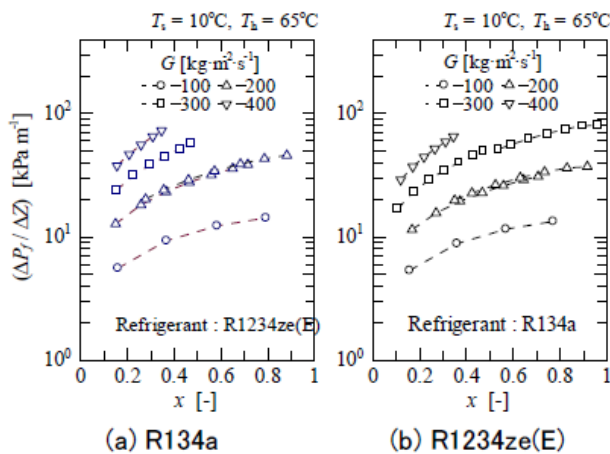 Tₛ = 10°C, Tₕ = 65°C
G [kg·m⁻²·s⁻¹]
–100 –200
–300 –400
(ΔP_f / ΔZ) [kPa m⁻¹]
10²
10¹
10⁰
Refrigerant : R1234ze(E)
0 0.2 0.4 0.6 0.8 1
x [-]
(a) R134a
Tₛ = 10°C, Tₕ = 65°C
G [kg·m⁻²·s⁻¹]
–100 –200
–300 –400
10²
10¹
10⁰
Refrigerant : R134a
0 0.2 0.4 0.6 0.8 1
x [-]
(b) R1234ze(E)